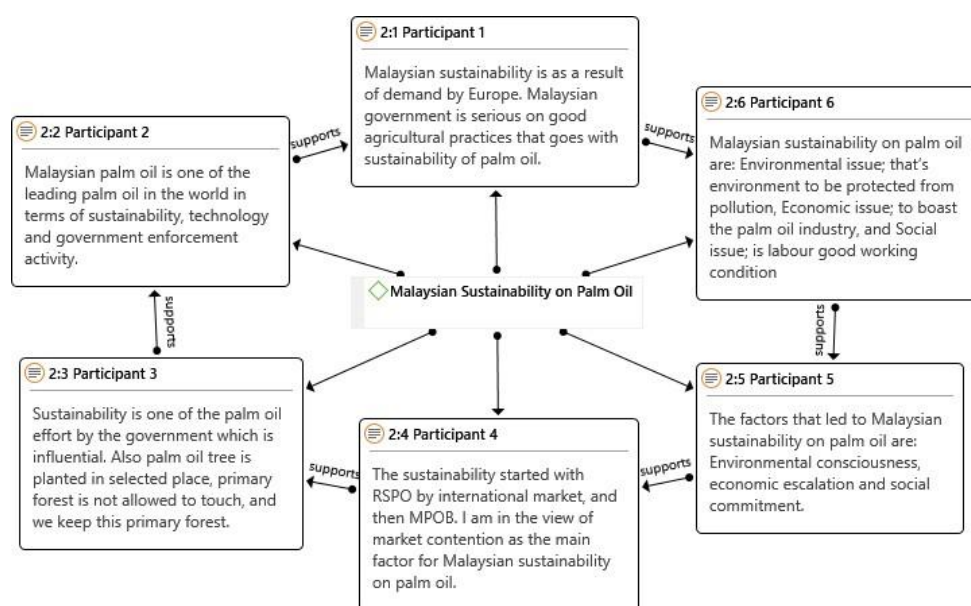 2:1 Participant 1
Malaysian sustainability is as a result
of demand by Europe. Malaysian
government is serious on good
agricultural practices that goes with
sustainability of palm oil.
supports
2:6 Participant 6
Malaysian sustainability on palm oil
are: Environmental issue; that's
environment to be protected from
pollution, Economic issue; to boast
the palm oil industry, and Social
issue; is labour good working
condition
supports
2:2 Participant 2
Malaysian palm oil is one of the
leading palm oil in the world in
terms of sustainability, technology
and government enforcement
activity.
supports
Malaysian Sustainability on Palm Oil
supports
2:3 Participant 3
Sustainability is one of the palm oil
effort by the government which is
influential. Also palm oil tree is
planted in selected place, primary
forest is not allowed to touch, and
we keep this primary forest.
supports
2:4 Participant 4
The sustainability started with
RSPO by international market, and
then MPOB. I am in the view of
market contention as the main
factor for Malaysian sustainability
on palm oil.
supports
2:5 Participant 5
The factors that led to Malaysian
sustainability on palm oil are:
Environmental consciousness,
economic escalation and social
commitment.